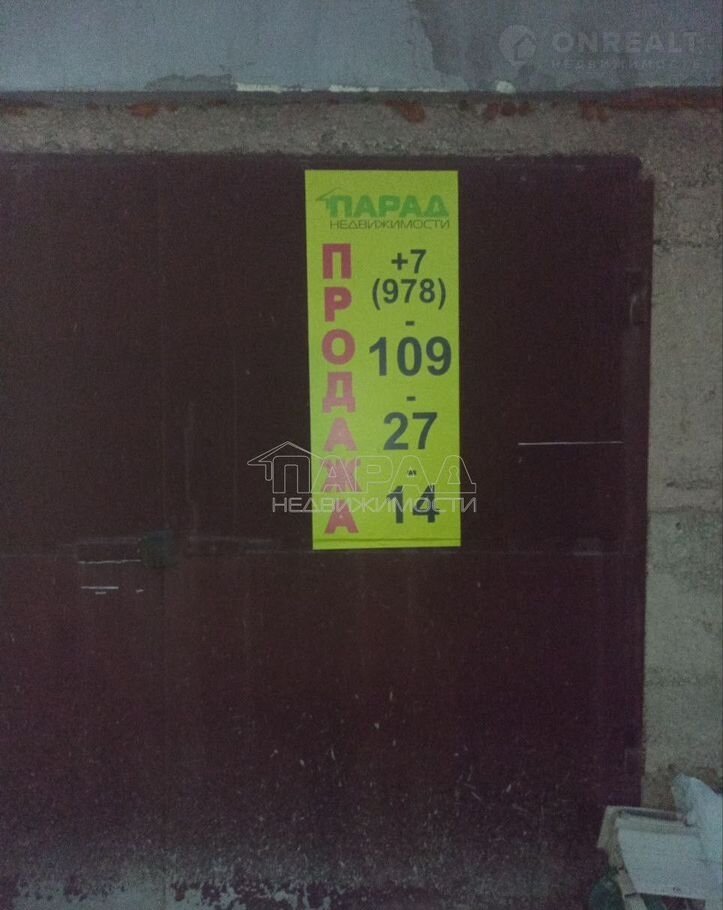 ONREALT
НЕДВИЖИМОСТЬ
ПАРАД
НЕДВИЖИМОСТИ
ПРОДАЖА
+7
(978)
-
109
-
27
-
14
ПАРАД
НЕДВИЖИМОСТИ